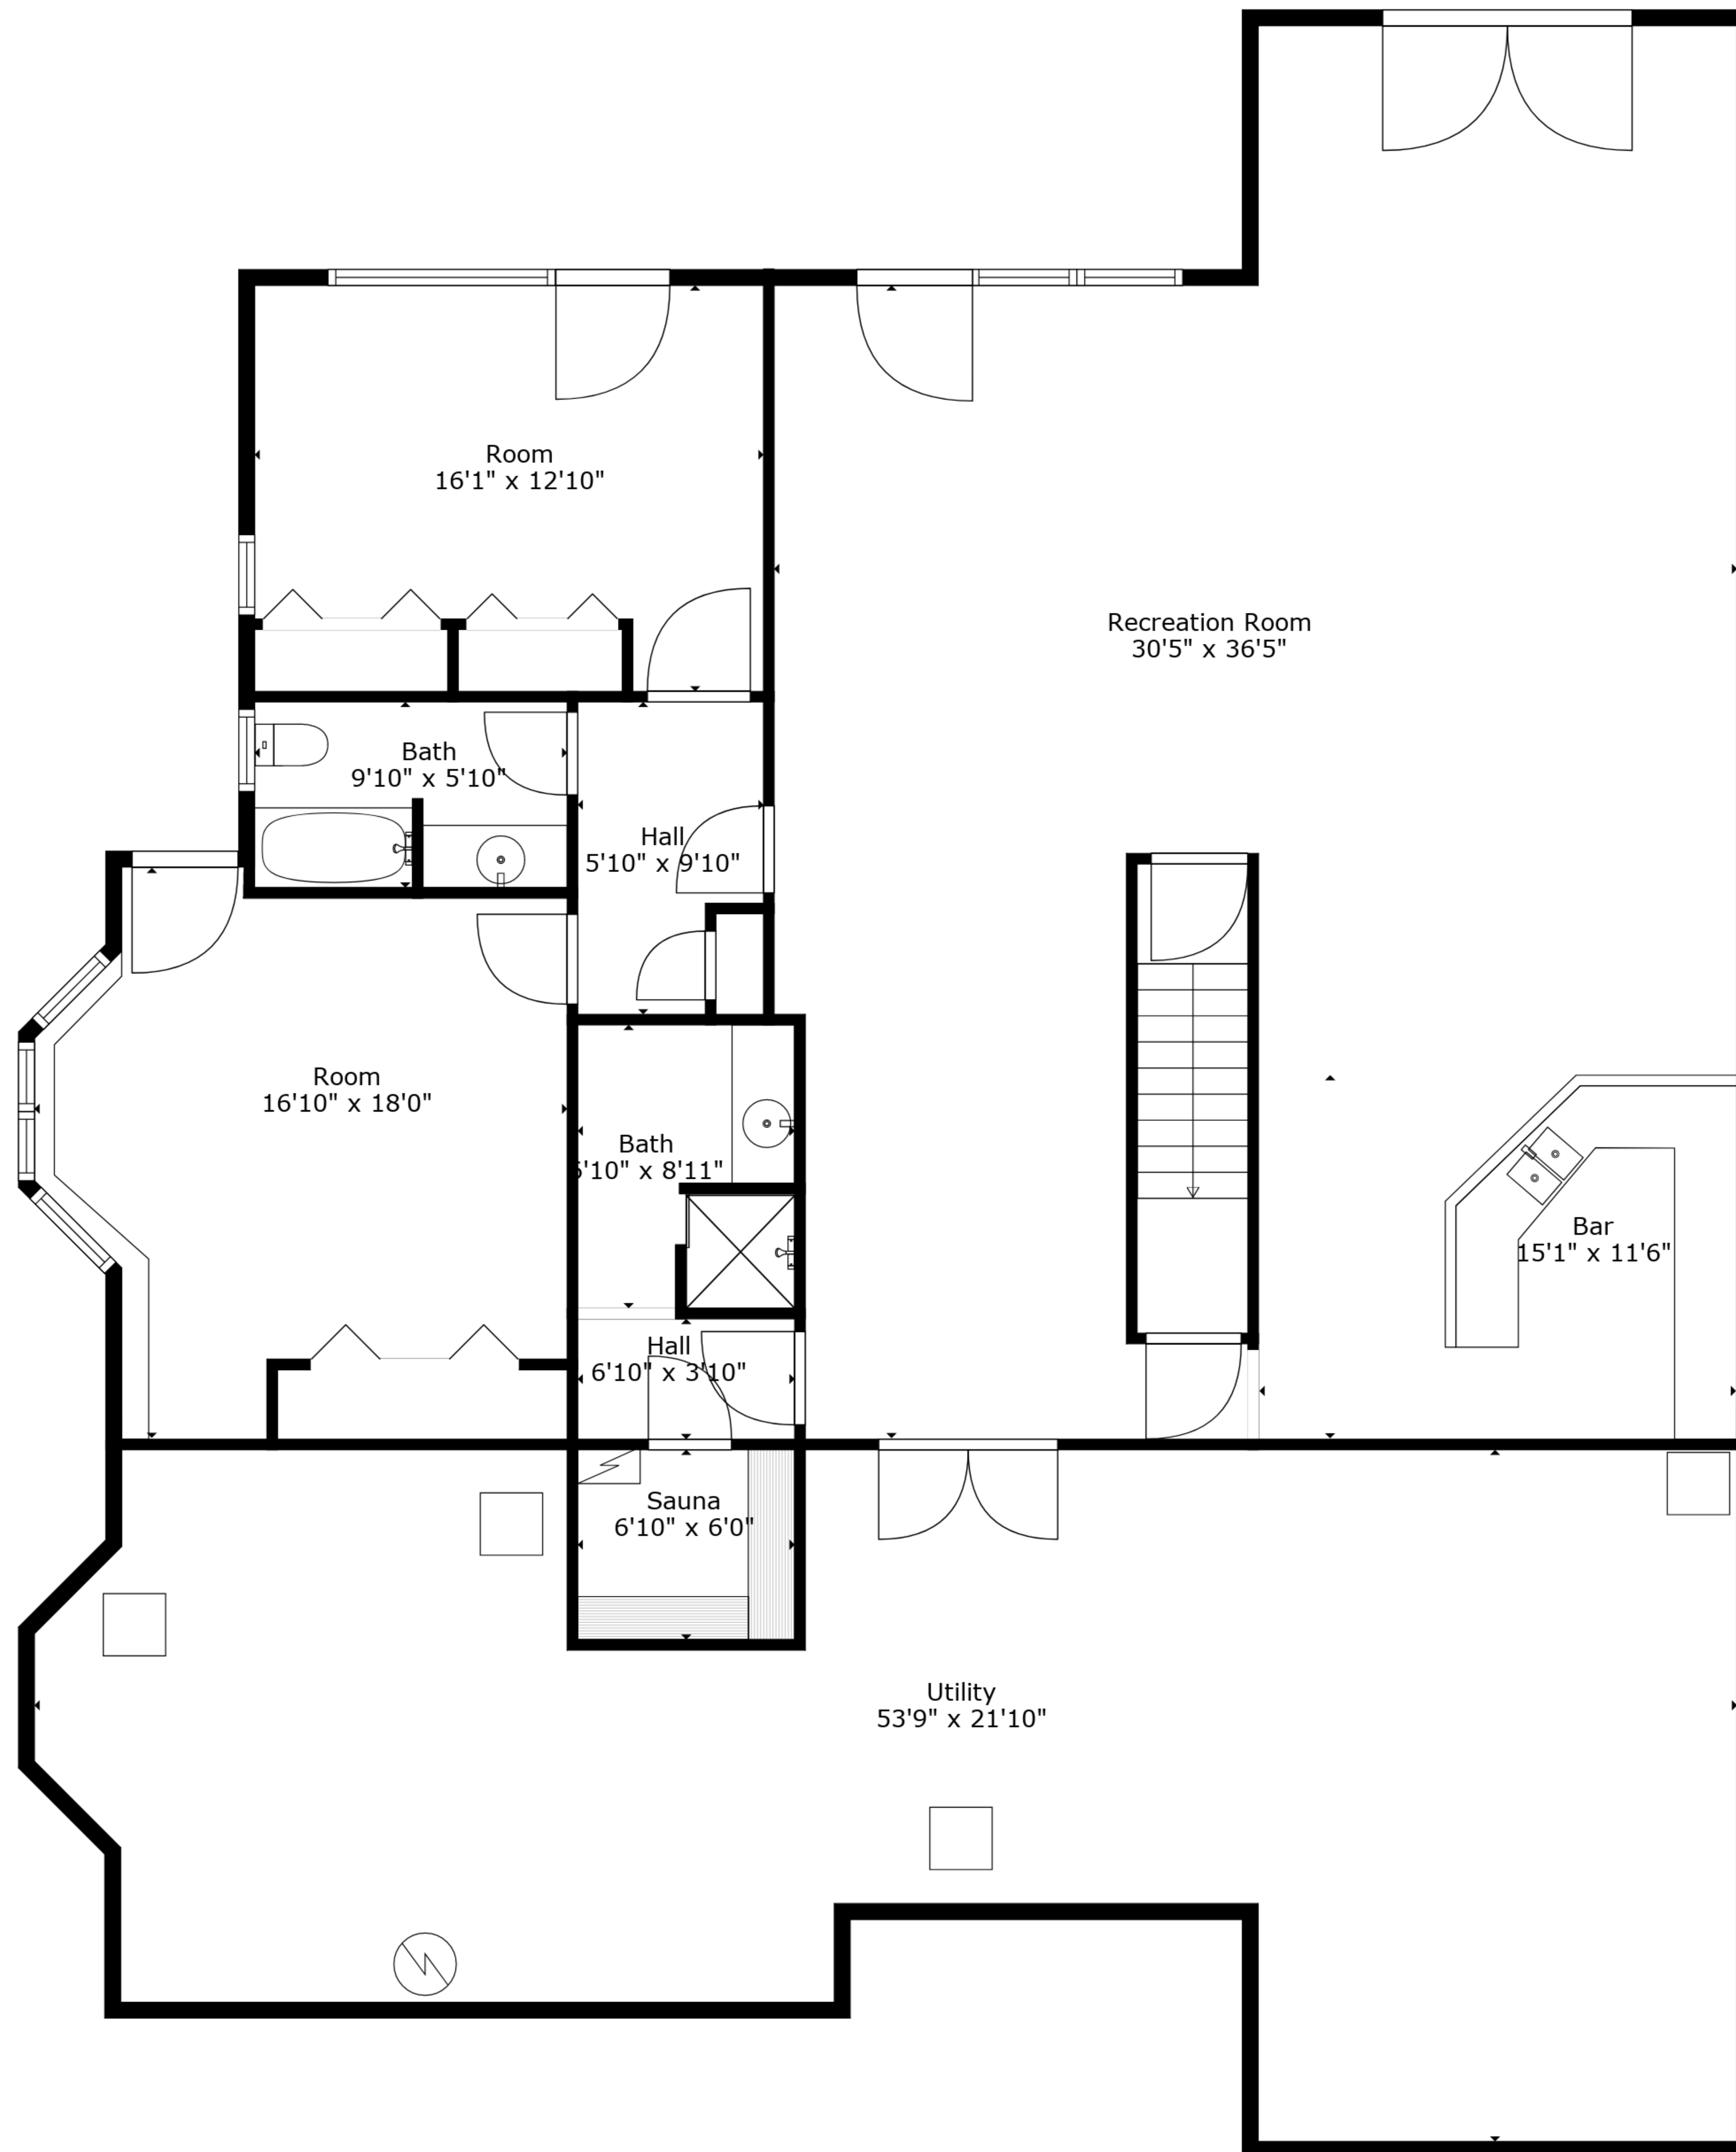 Room
16'1" x 12'10"
Recreation Room
30'5" x 36'5"
Bath
9'10" x 5'10"
Hall
5'10" x 9'10"
Room
16'10" x 18'0"
Bath
'10" x 8'11"
Bar
15'1" x 11'6"
Hall
6'10" x 3'10"
Sauna
6'10" x 6'0"
Utility
53'9" x 21'10"